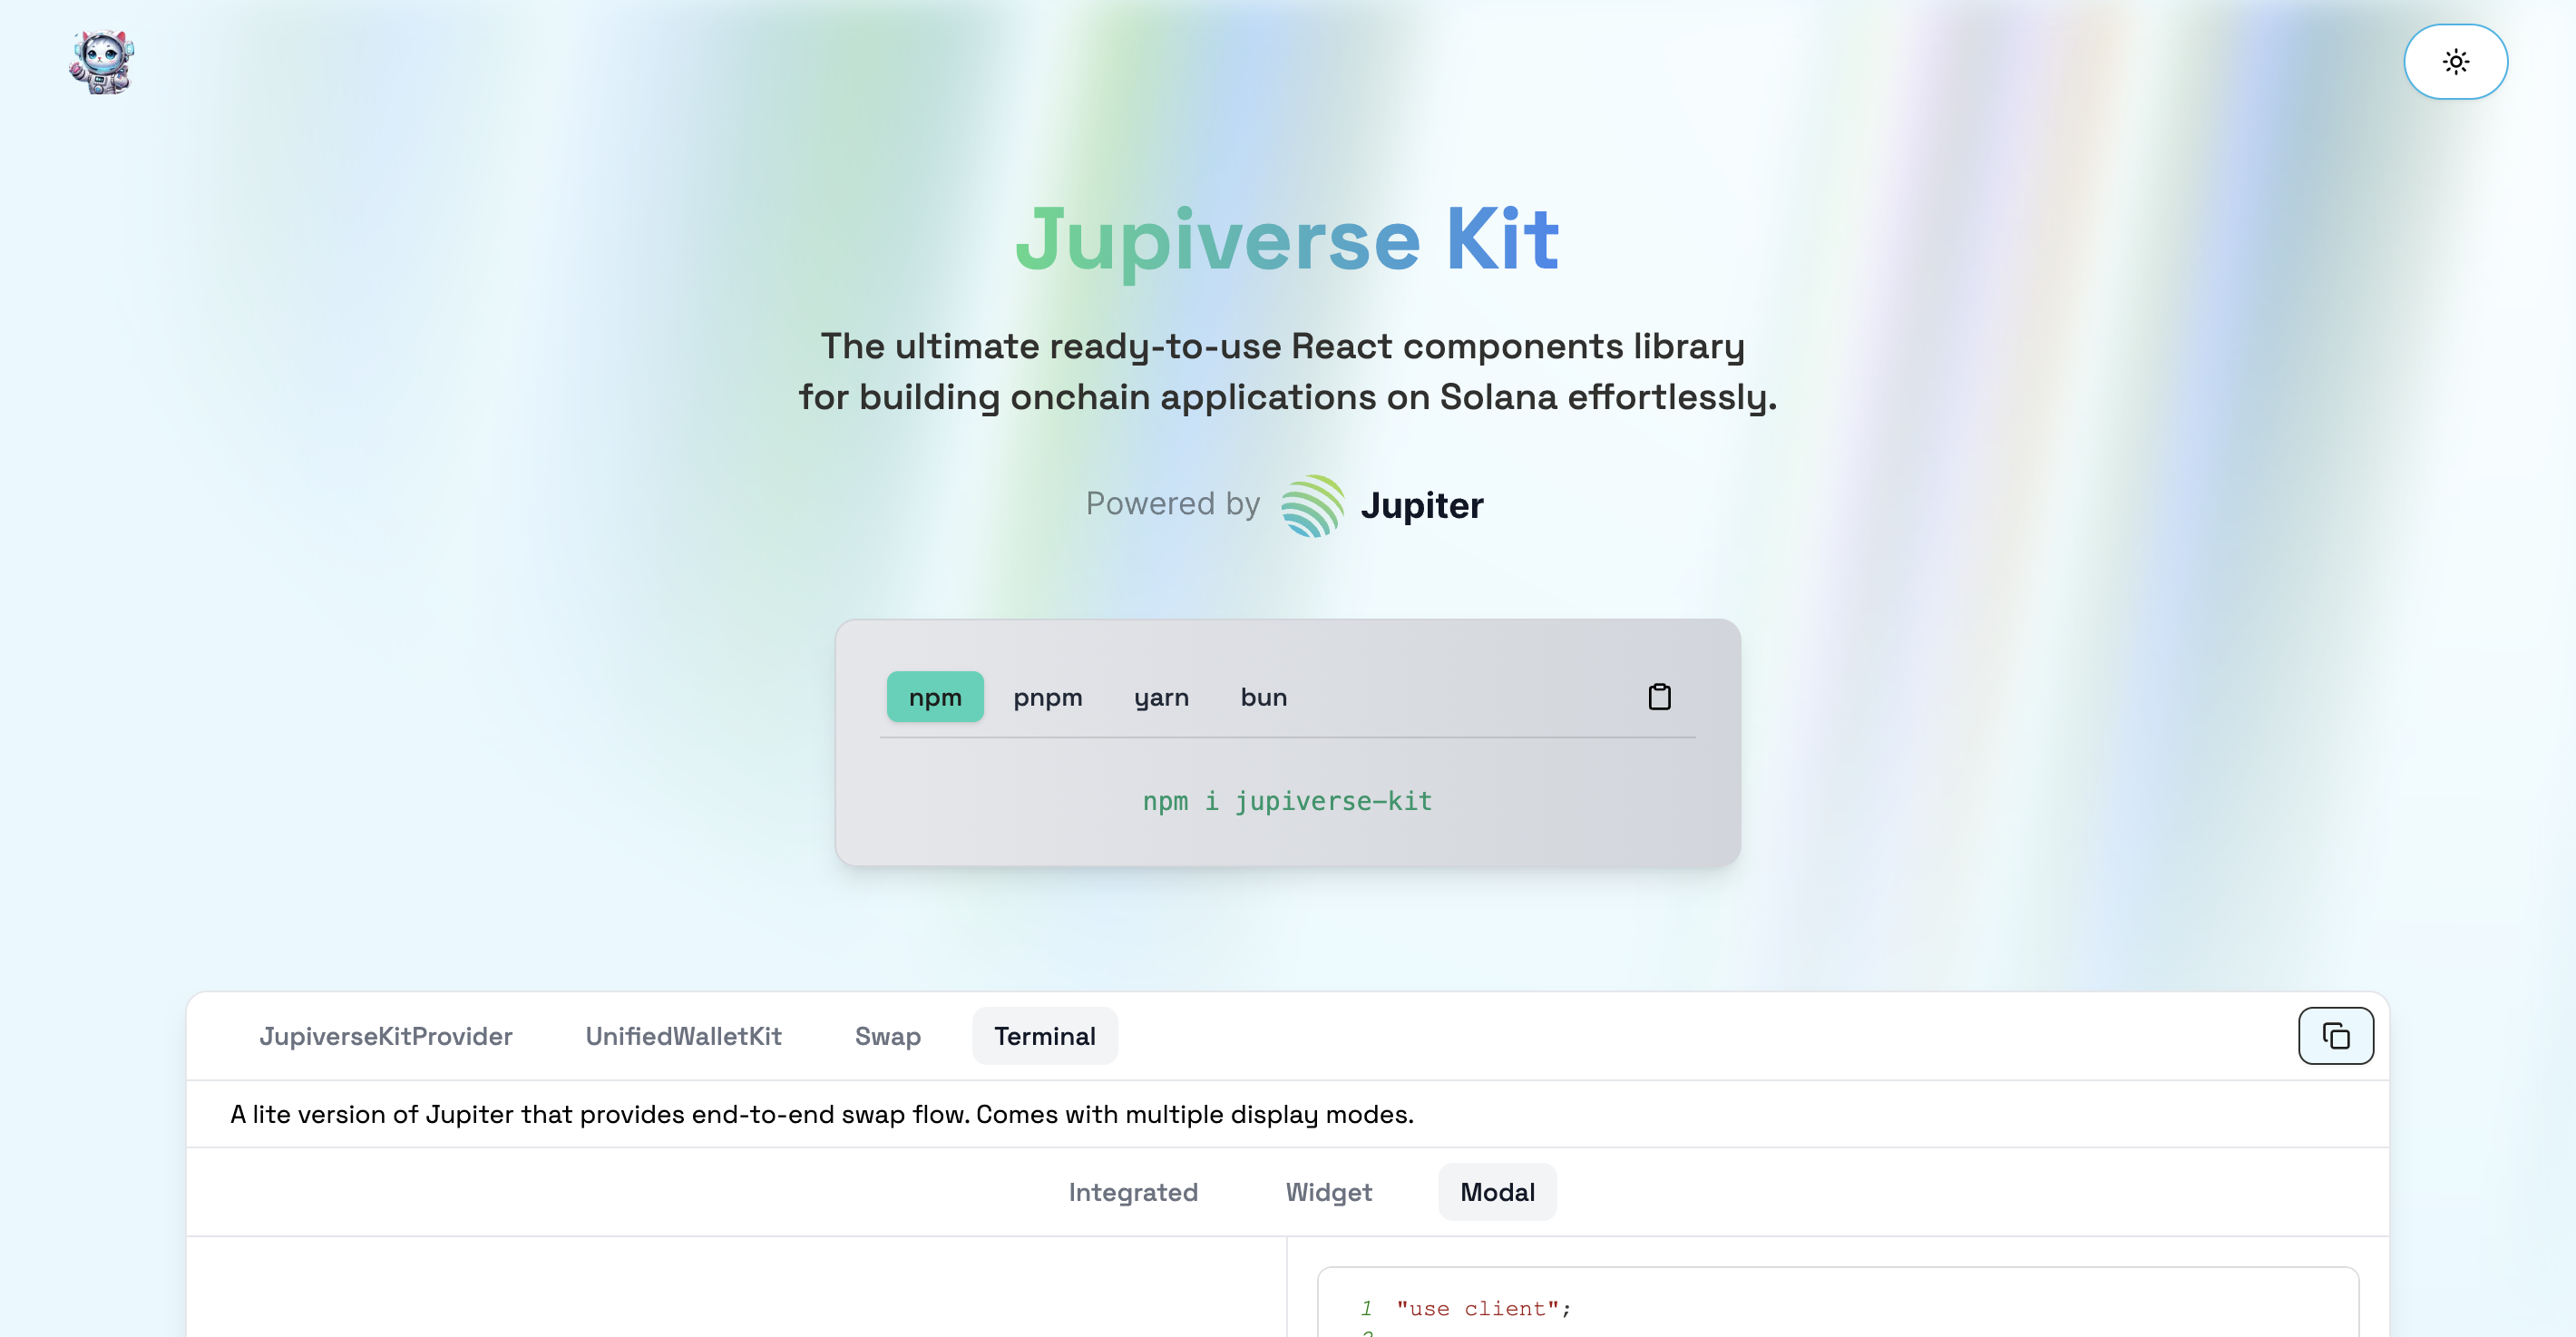 Jupiverse Kit
The ultimate ready-to-use React components library
for building onchain applications on Solana effortlessly.
Powered by Jupiter
npm pnpm yarn bun
npm i jupiverse-kit
JupiverseKitProvider UnifiedWalletKit Swap Terminal
A lite version of Jupiter that provides end-to-end swap flow. Comes with multiple display modes.
Integrated Widget Modal
1 "use client";